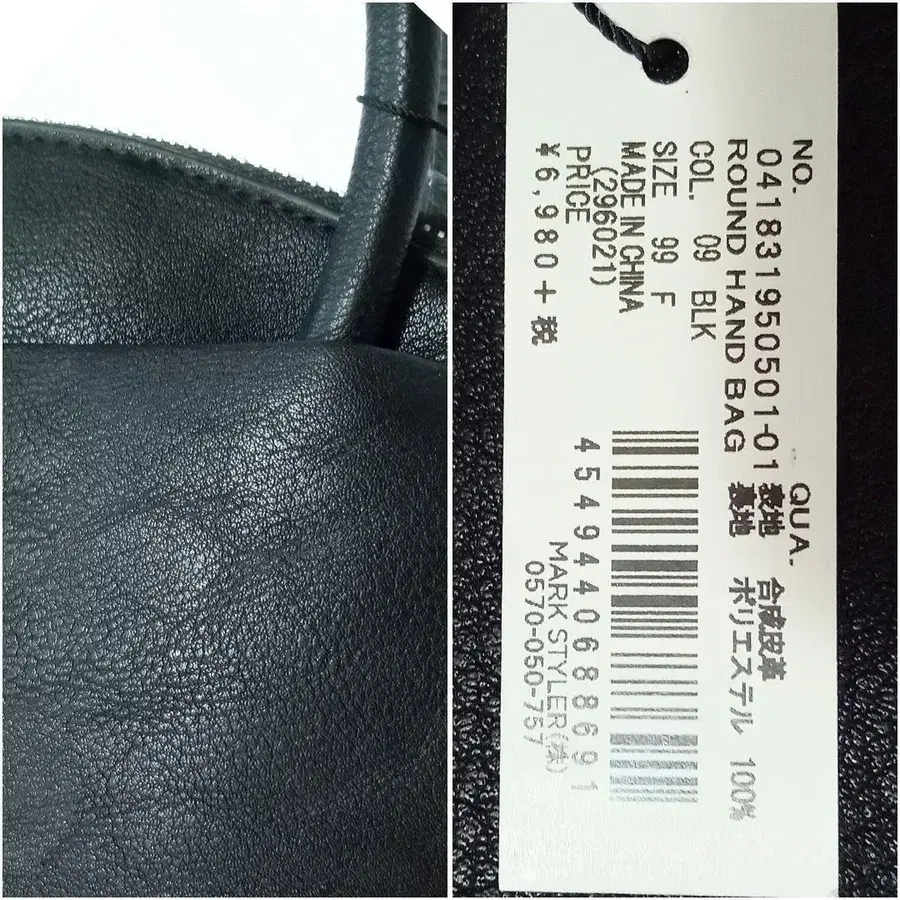 NO.
041831950501-01
ROUND HAND BAG
COL. 09 BLK
SIZE 99 F
MADE IN CHINA
(296021)
PRICE
¥6,980+税
QUA.
表地 合成皮革
裏地 ポリエステル 100%
4549440688691
MARK STYLER(株)
0570-050-757